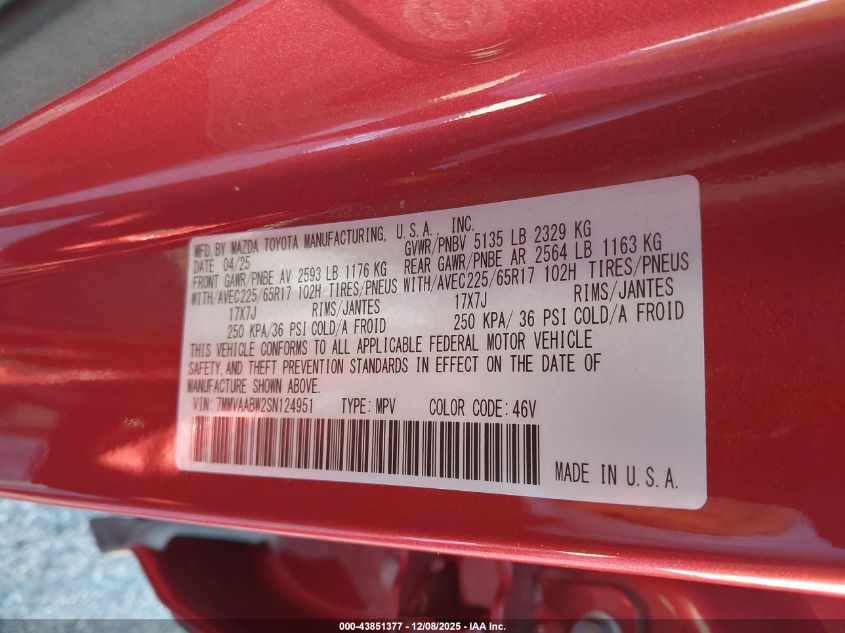 MFD. BY MAZDA TOYOTA MANUFACTURING, U.S.A., INC.
DATE 04/25 GVWR/PNBV 5135 LB 2329 KG
FRONT GAWR/PNBE AV 2593 LB 1176 KG REAR GAWR/PNBE AR 2564 LB 1163 KG
WITH/AVEC225/65R17 102H TIRES/PNEUS WITH/AVEC225/65R17 102H TIRES/PNEUS
17X7J RIMS/JANTES 17X7J RIMS/JANTES
250 KPA/36 PSI COLD/A FROID 250 KPA/ 36 PSI COLD/A FROID
THIS VEHICLE CONFORMS TO ALL APPLICABLE FEDERAL MOTOR VEHICLE
SAFETY, AND THEFT PREVENTION STANDARDS IN EFFECT ON THE DATE OF
MANUFACTURE SHOWN ABOVE.
VIN: 7MMVAABW2SN124951 TYPE: MPV COLOR CODE: 46V
MADE IN U.S.A.
000-43851377 - 12/08/2025 - IAA Inc.